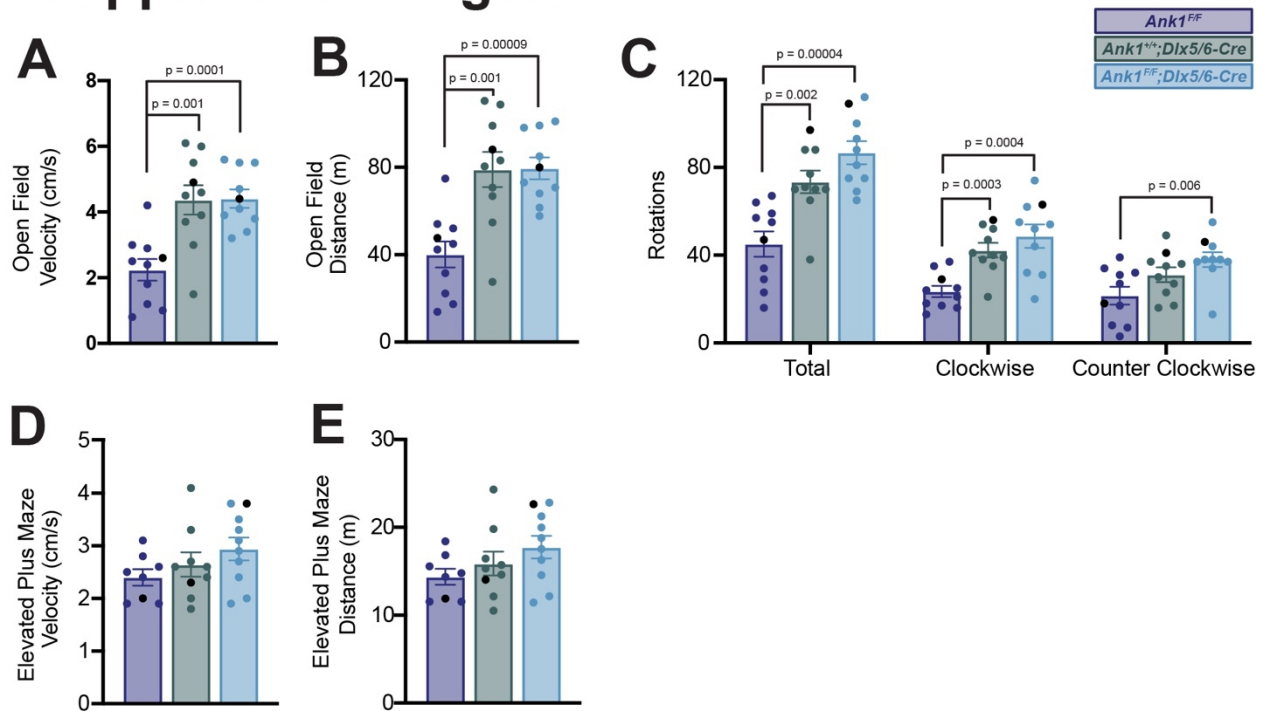 Ank1F/F
Ank1+/+;Dlx5/6-Cre
Ank1F/F;Dlx5/6-Cre
A
p = 0.0001
p = 0.001
8
6
4
2
0
Open Field
Velocity (cm/s)
B
p = 0.00009
p = 0.001
120
80
40
0
Open Field
Distance (m)
C
p = 0.00004
p = 0.002
p = 0.0004
p = 0.0003
p = 0.006
120
80
40
0
Rotations
Total
Clockwise
Counter Clockwise
D
5
4
3
2
1
0
Elevated Plus Maze
Velocity (cm/s)
E
30
20
10
0
Elevated Plus Maze
Distance (m)